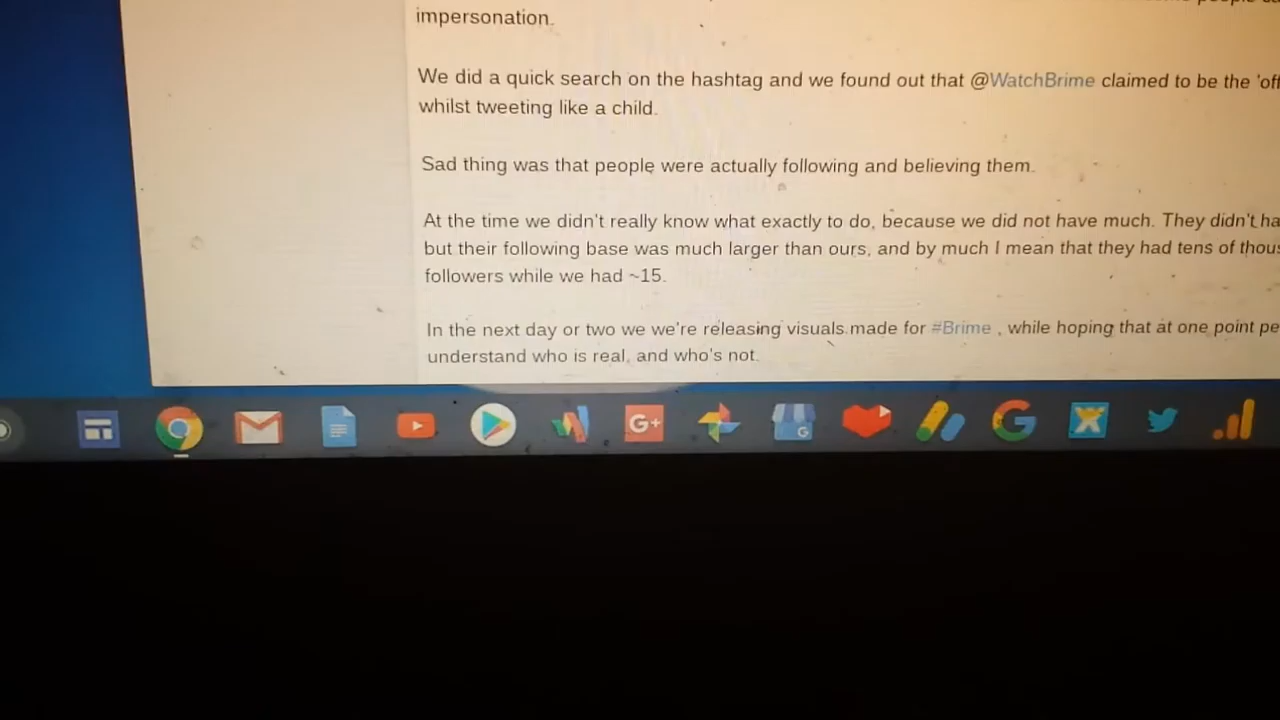 impersonation.
We did a quick search on the hashtag and we found out that @WatchBrime claimed to be the 'off
whilst tweeting like a child.
Sad thing was that people were actually following and believing them.
At the time we didn't really know what exactly to do, because we did not have much. They didn't ha
but their following base was much larger than ours, and by much I mean that they had tens of thous
followers while we had ~15.
In the next day or two we we're releasing visuals made for #Brime , while hoping that at one point pe
understand who is real, and who's not.
G+
G